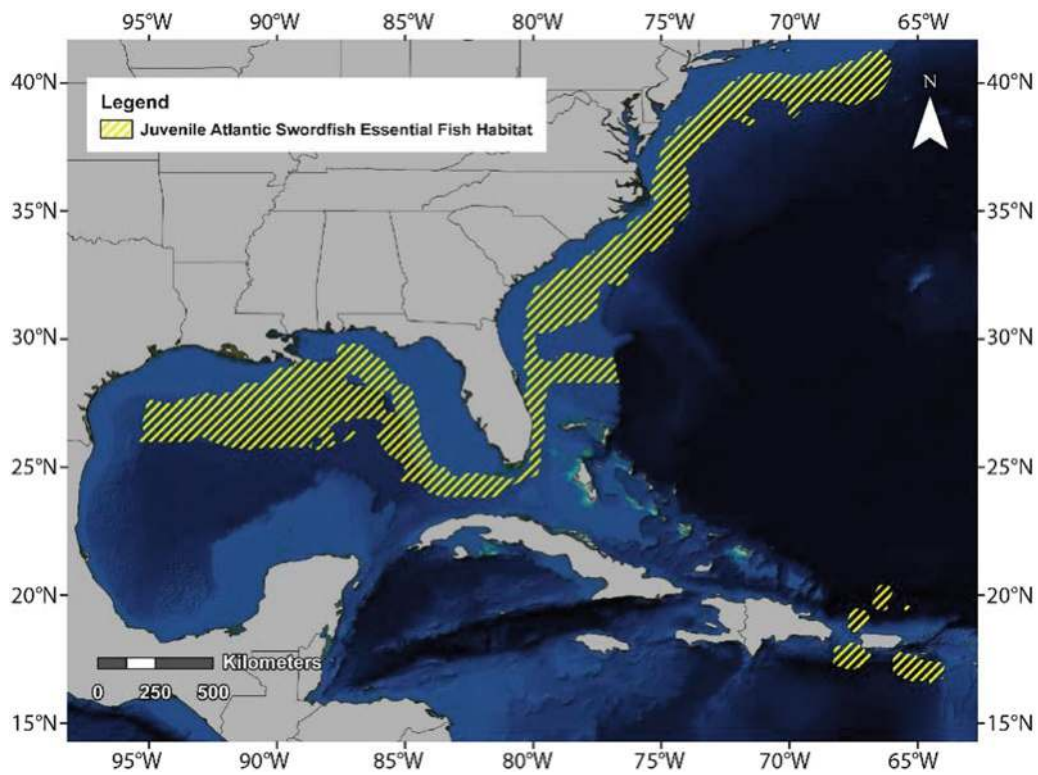 95°W 90°W 85°W 80°W 75°W 70°W 65°W
40°N 40°N
N
Legend
Juvenile Atlantic Swordfish Essential Fish Habitat
35°N 35°N
30°N 30°N
25°N 25°N
20°N 20°N
Kilometers
0 250 500
15°N 15°N
95°W 90°W 85°W 80°W 75°W 70°W 65°W